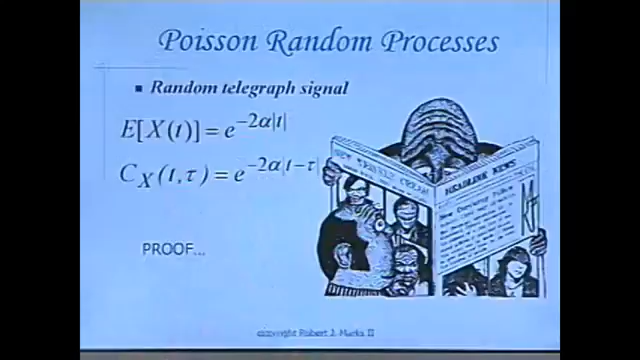 Poisson Random Processes
■ Random telegraph signal
E[X(t)] = e^{-2α|t|}
C_X(t,τ) = e^{-2α|t-τ|}
PROOF...
HEADLINE NEWS
copyright Robert J. Marks II